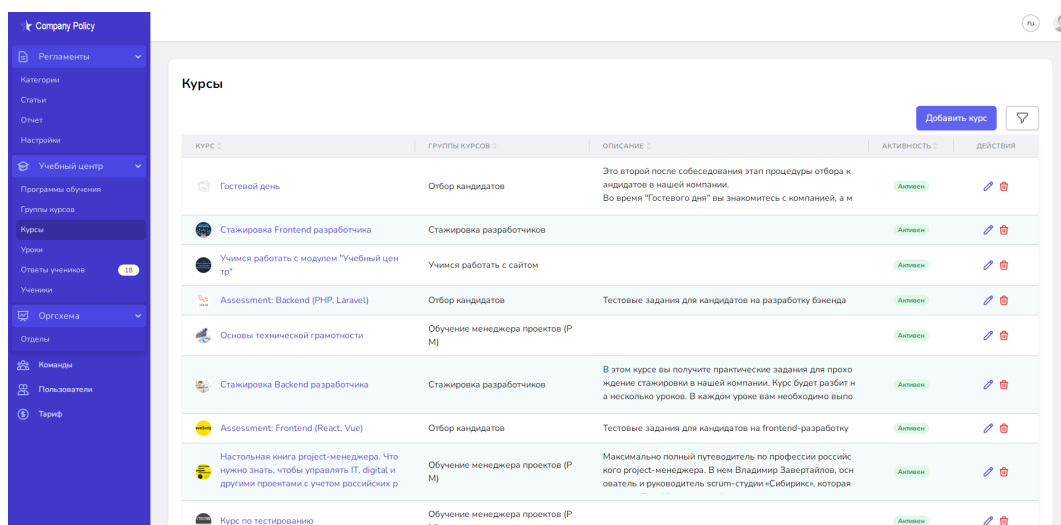 Company Policy
ru
Регламенты
Категории
Статьи
Отчет
Настройки
Учебный центр
Программы обучения
Группы курсов
Курсы
Уроки
Ответы учеников 18
Ученики
Оргсхема
Отделы
Команды
Пользователи
Тариф
Курсы
Добавить курс
КУРС ГРУППЫ КУРСОВ ОПИСАНИЕ АКТИВНОСТЬ ДЕЙСТВИЯ
Гостевой день
Отбор кандидатов
Это второй после собеседования этап процедуры отбора к
андидатов в нашей компании.
Во время "Гостевого дня" вы знакомитесь с компанией, а м
Активен
Стажировка Frontend разработчика
Стажировка разработчиков
Активен
Учимся работать с модулем "Учебный цен
тр"
Учимся работать с сайтом
Активен
Assessment: Backend (PHP, Laravel)
Отбор кандидатов
Тестовые задания для кандидатов на разработку бэкенда
Активен
Основы технической грамотности
Обучение менеджера проектов (P
M)
Активен
Стажировка Backend разработчика
Стажировка разработчиков
В этом курсе вы получите практические задания для прохо
ждение стажировки в нашей компании. Курс будет разбит н
а несколько уроков. В каждом уроке вам необходимо выпо
Активен
Assessment: Frontend (React, Vue)
Отбор кандидатов
Тестовые задания для кандидатов на frontend-разработку
Активен
Настольная книга project-менеджера. Что
нужно знать, чтобы управлять IT, digital и
другими проектами с учетом российских р
Обучение менеджера проектов (P
M)
Максимально полный путеводитель по профессии российс
кого project-менеджера. В нем Владимир Завертайлов, осн
ователь и руководитель scrum-студии «Сибирикс», которая
Активен
Курс по тестированию
Обучение менеджера проектов (P
Активен